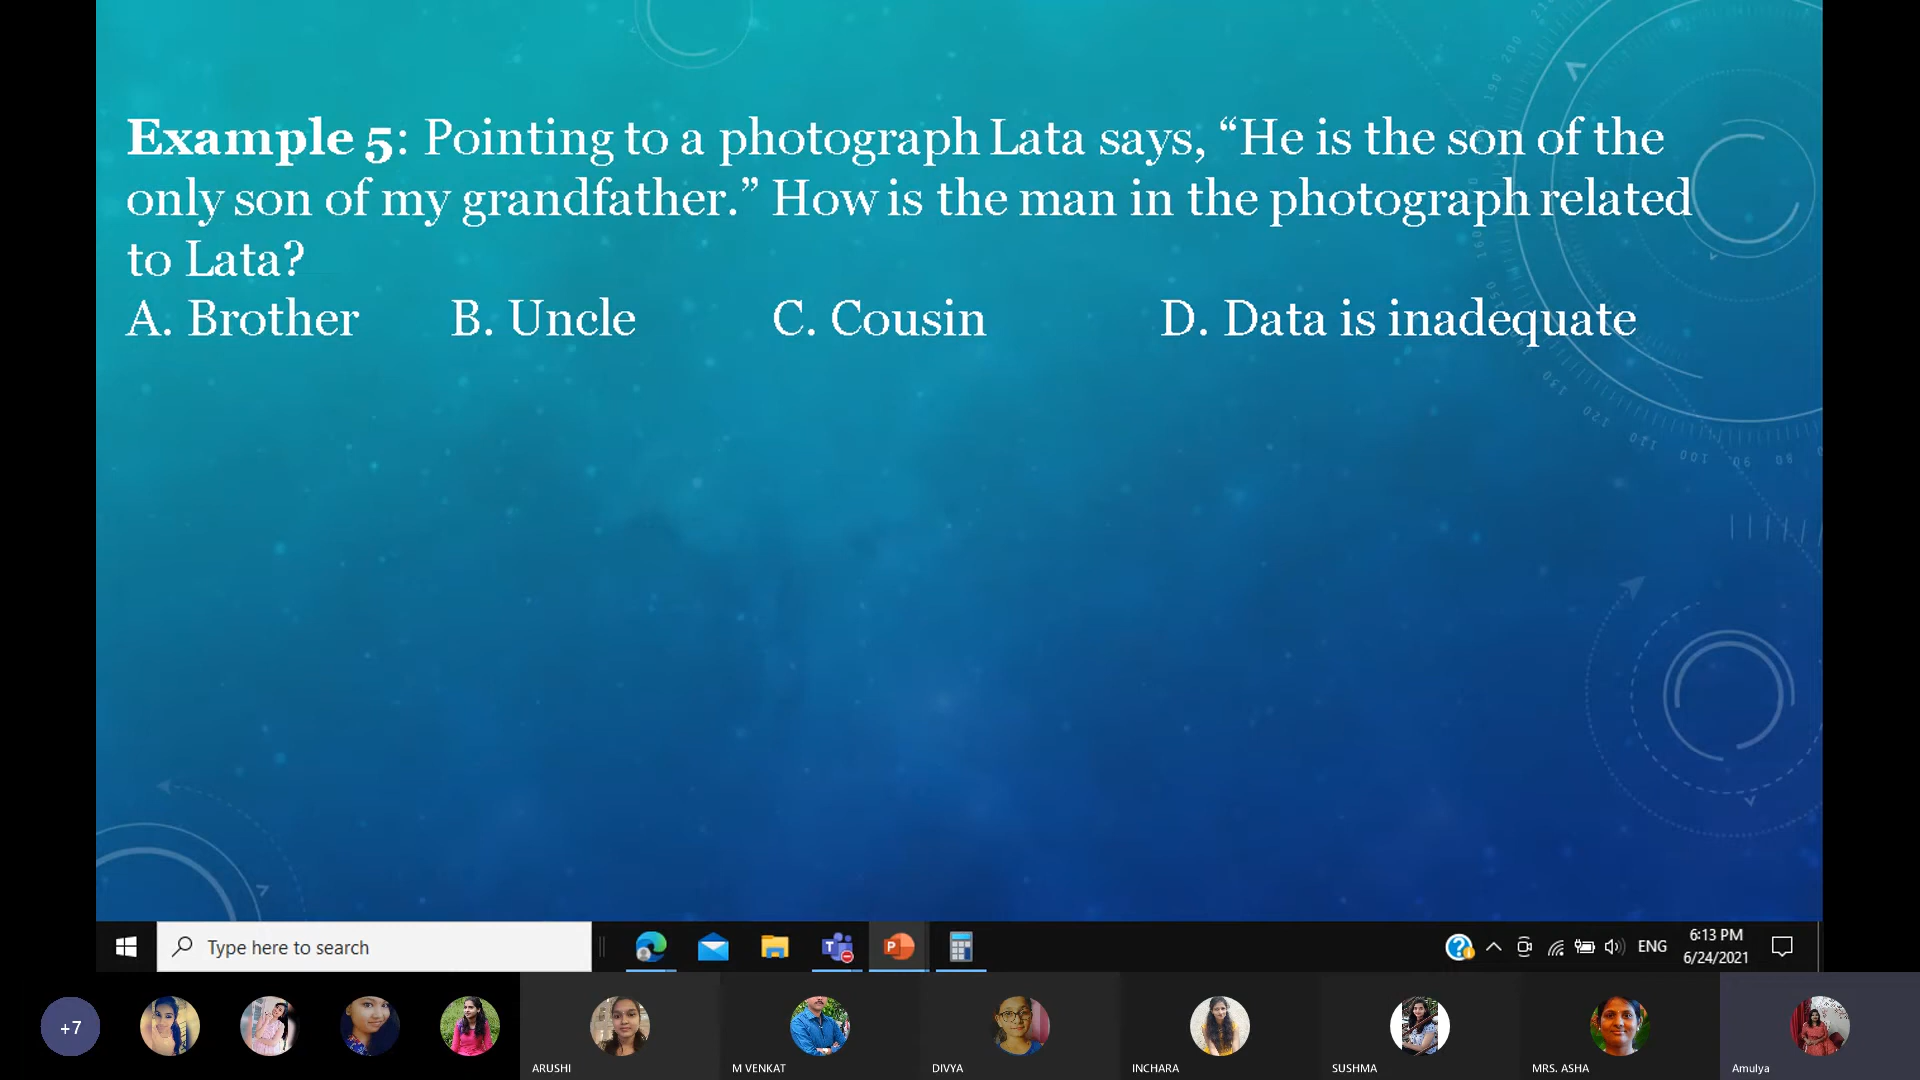 Example 5: Pointing to a photograph Lata says, “He is the son of the
only son of my grandfather.” How is the man in the photograph related
to Lata?
A. Brother B. Uncle C. Cousin D. Data is inadequate
Type here to search
ENG
6:13 PM
6/24/2021
+7
ARUSHI
M VENKAT
DIVYA
INCHARA
SUSHMA
MRS. ASHA
Amulya